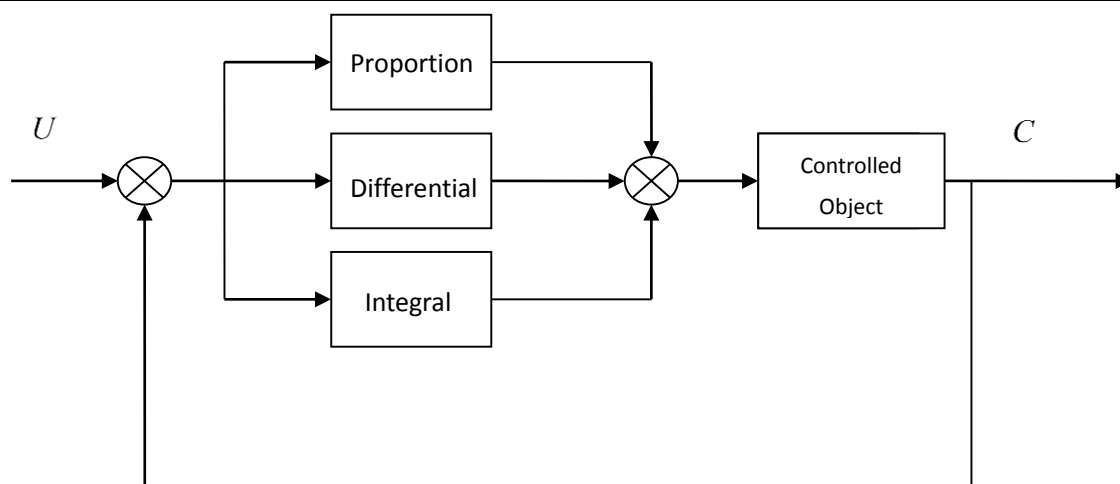 Proportion
U
C
Differential
Controlled
Object
Integral